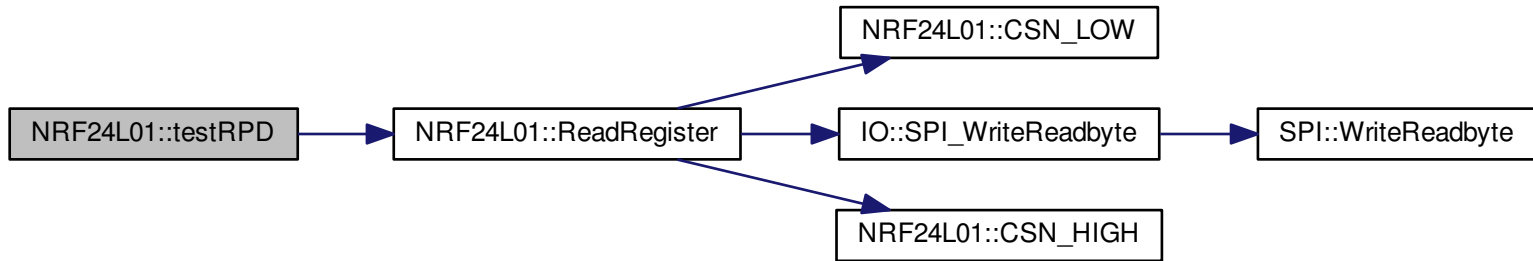 NRF24L01::testRPD
NRF24L01::ReadRegister
NRF24L01::CSN_LOW
IO::SPI_WriteReadbyte
SPI::WriteReadbyte
NRF24L01::CSN_HIGH